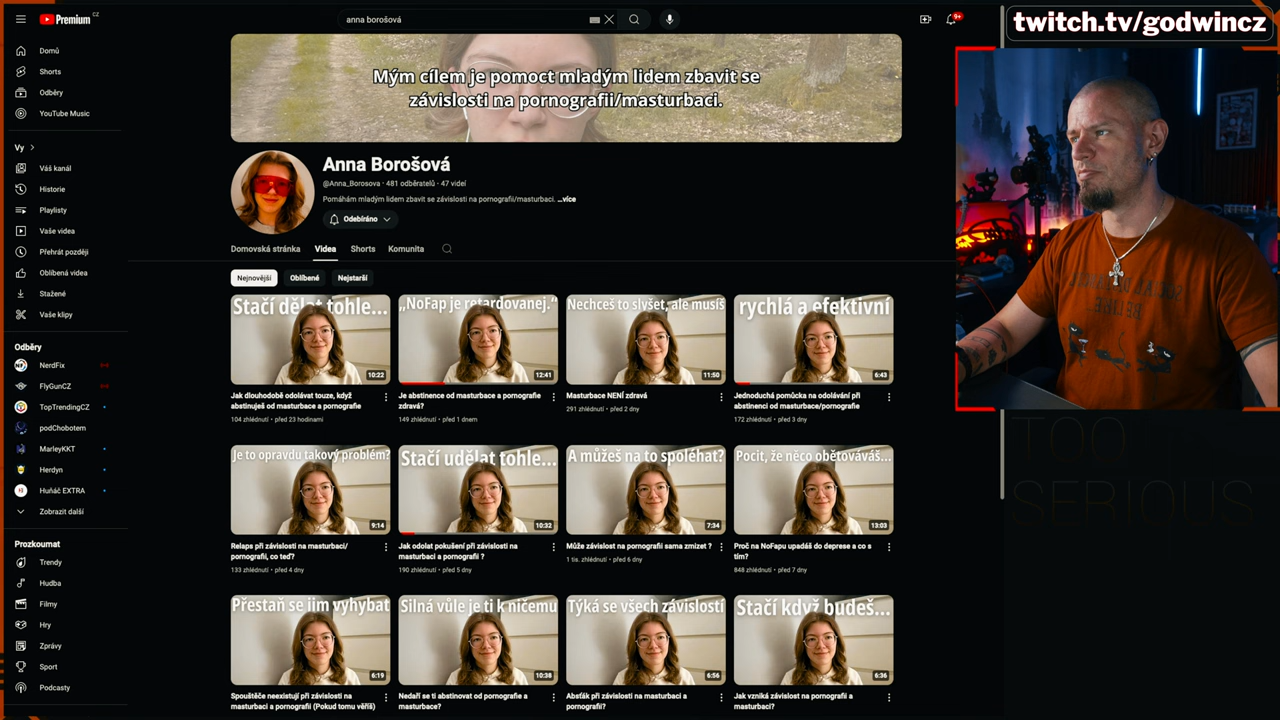 Premium CZ
anna borošová
9+
twitch.tv/godwincz
Domů
Shorts
Odběry
YouTube Music
Vy
Váš kanál
Historie
Playlisty
Vaše videa
Přehrát později
Oblíbená videa
Stažené
Vaše klipy
Odběry
NerdFix
FlyGunCZ
TopTrendingCZ
podChobotem
MarleyKKT
Herdyn
Huňáč EXTRA
Zobrazit další
Prozkoumat
Trendy
Hudba
Filmy
Hry
Zprávy
Sport
Podcasty
Mým cílem je pomoct mladým lidem zbavit se
závislosti na pornografii/masturbaci.
Anna Borošová
@Anna_Borosova · 481 odběratelů · 47 videí
Pomáhám mladým lidem zbavit se závislosti na pornografii/masturbaci. ...více
Odebíráno
Domovská stránka Videa Shorts Komunita
Nejnovější Oblíbené Nejstarší
Stačí dělat tohle...
10:22
Jak dlouhodobě odolávat touze, když
abstinuješ od masturbace a pornografie
104 zhlédnutí • před 23 hodinami
„NoFap je retardovanej.“
12:41
Je abstinence od masturbace a pornografie
zdravá?
149 zhlédnutí • před 1 dnem
Nechceš to slyšet, ale musíš
11:50
Masturbace NENÍ zdravá
291 zhlédnutí • před 2 dny
rychlá a efektivní
6:43
Jednoduchá pomůcka na odolávání při
abstinenci od masturbace/pornografie
172 zhlédnutí • před 3 dny
Je to opravdu takový problém?
9:14
Relaps při závislosti na masturbaci/
pornografii, co teď?
133 zhlédnutí • před 4 dny
Stačí udělat tohle...
10:32
Jak odolat pokušení při závislosti na
masturbaci a pornografii ?
190 zhlédnutí • před 5 dny
A můžeš na to spoléhat?
7:34
Může závislost na pornografii sama zmizet ?
1 tis. zhlédnutí • před 6 dny
Pocit, že něco obětováváš...
13:03
Proč na NoFapu upadáš do deprese a co s
tím?
848 zhlédnutí • před 7 dny
Přestaň se jim vyhýbat
6:19
Spouštěče neexistují při závislosti na
masturbaci a pornografii (Pokud tomu věříš)
Silná vůle je ti k ničemu
10:38
Nedaří se ti abstinovat od pornografie a
masturbace?
Týká se všech závislostí
6:56
Absťák při závislosti na masturbaci a
pornografii?
Stačí když budeš...
6:36
Jak vzniká závislost na pornografii a
masturbaci?
TOO
SERIOUS